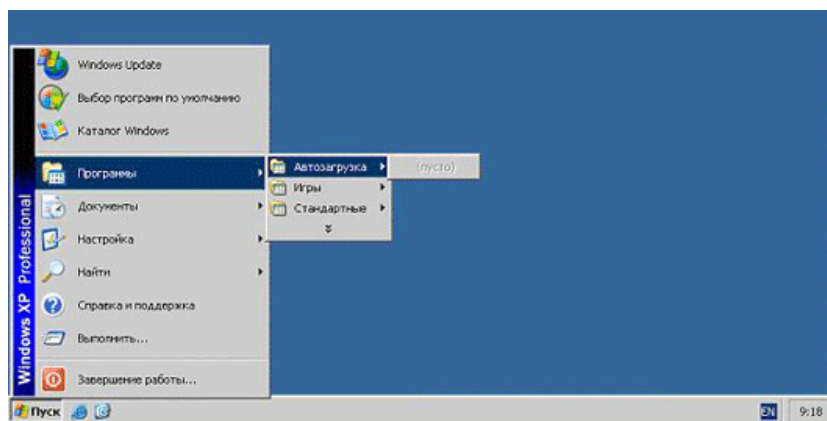 Windows Update
Выбор программ по умолчанию
Каталог Windows
Программы
Автозагрузка
(пусто)
Игры
Документы
Стандартные
Настройка
Найти
Справка и поддержка
Выполнить...
Завершение работы...
Windows XP Professional
Пуск
EN
9:18